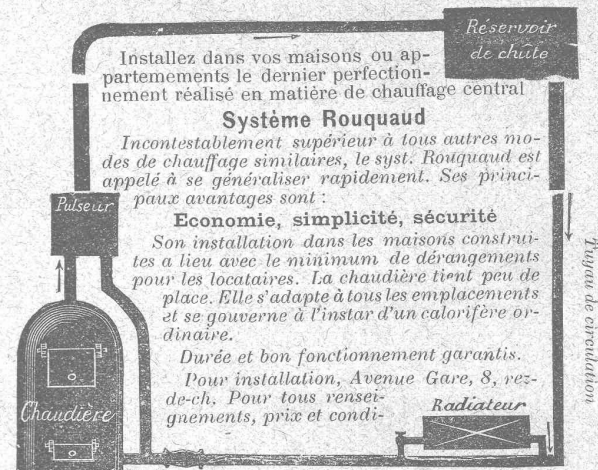 Réservoir
de chûte
Installez dans vos maisons ou ap-
partemements le dernier perfection-
nement réalisé en matière de chauffage central
Système Rouquaud
Incontestablement supérieur à tous autres mo-
des de chauffage similaires, le syst. Rouquaud est
appelé à se généraliser rapidement. Ses princi-
paux avantages sont :
Pulseur
Economie, simplicité, sécurité
Son installation dans les maisons construi-
tes a lieu avec le minimum de dérangements
pour les locataires. La chaudière tient peu de
place. Elle s'adapte à tous les emplacements
et se gouverne à l'instar d'un calorifère or-
dinaire.
Durée et bon fonctionnement garantis.
Pour installation, Avenue Gare, 8, rez-
de-ch. Pour tous rensei-
gnements, prix et condi-
Tuyau de circulation
Chaudière
Radiateur